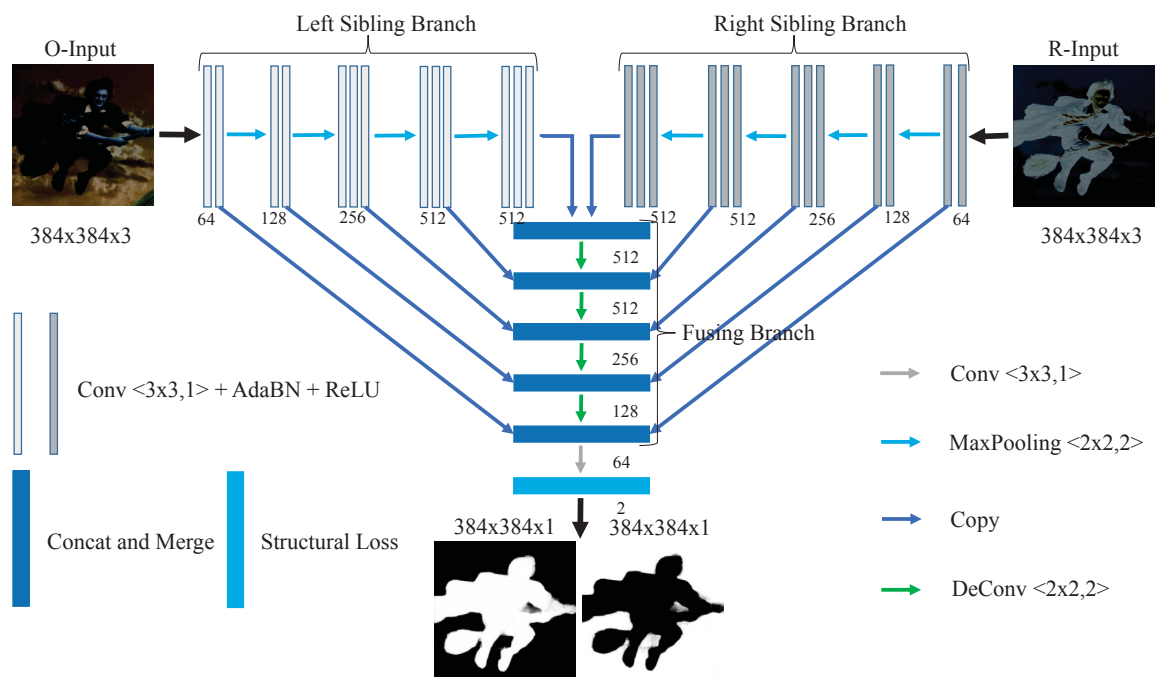 Left Sibling Branch
Right Sibling Branch
O-Input
R-Input
64
128
256
512
512
512
512
256
128
64
384x384x3
384x384x3
512
512
256
128
64
2
Fusing Branch
Conv <3x3,1> + AdaBN + ReLU
Concat and Merge
Structural Loss
Conv <3x3,1>
MaxPooling <2x2,2>
Copy
DeConv <2x2,2>
384x384x1
384x384x1